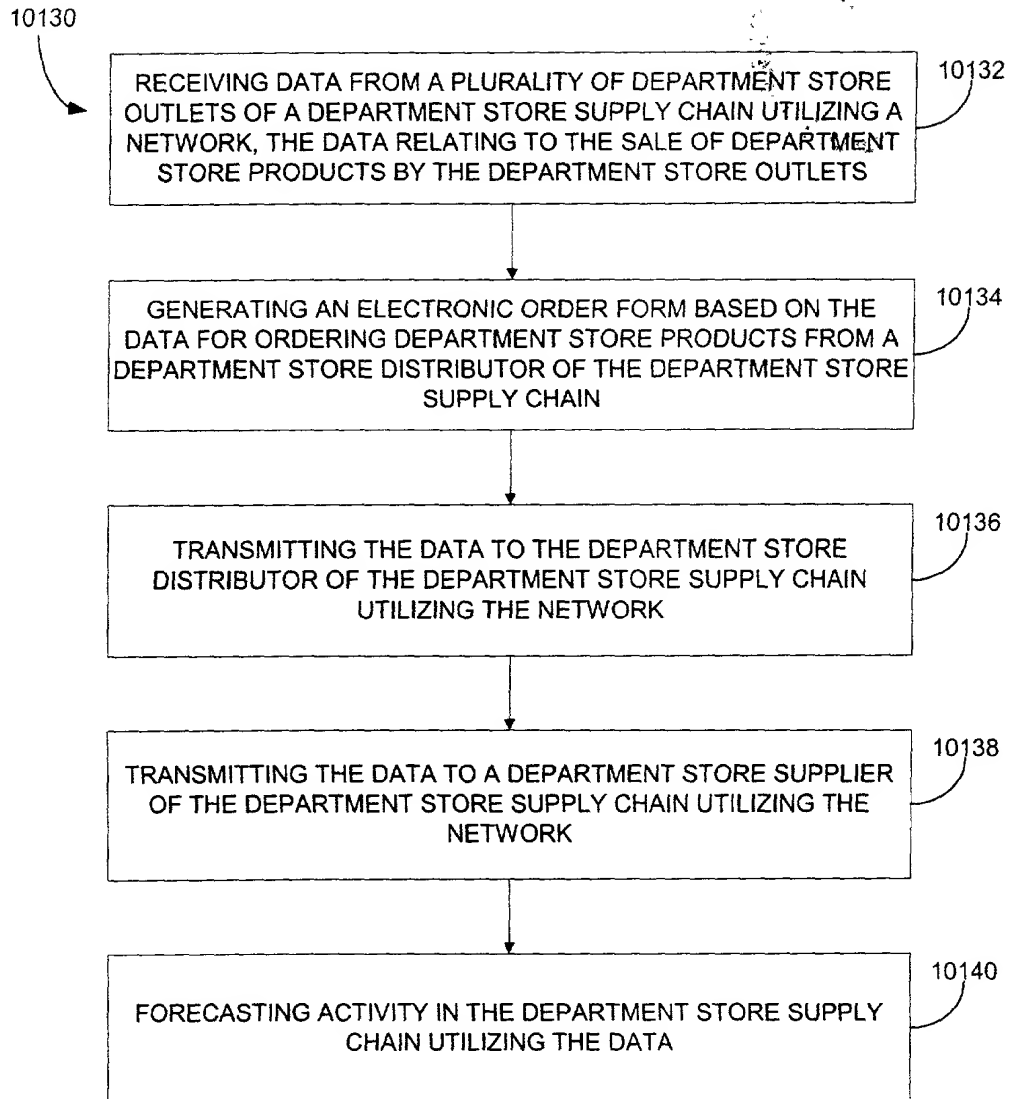 10130
RECEIVING DATA FROM A PLURALITY OF DEPARTMENT STORE
OUTLETS OF A DEPARTMENT STORE SUPPLY CHAIN UTILIZING A
NETWORK, THE DATA RELATING TO THE SALE OF DEPARTMENT
STORE PRODUCTS BY THE DEPARTMENT STORE OUTLETS
10132
GENERATING AN ELECTRONIC ORDER FORM BASED ON THE
DATA FOR ORDERING DEPARTMENT STORE PRODUCTS FROM A
DEPARTMENT STORE DISTRIBUTOR OF THE DEPARTMENT STORE
SUPPLY CHAIN
10134
TRANSMITTING THE DATA TO THE DEPARTMENT STORE
DISTRIBUTOR OF THE DEPARTMENT STORE SUPPLY CHAIN
UTILIZING THE NETWORK
10136
TRANSMITTING THE DATA TO A DEPARTMENT STORE SUPPLIER
OF THE DEPARTMENT STORE SUPPLY CHAIN UTILIZING THE
NETWORK
10138
FORECASTING ACTIVITY IN THE DEPARTMENT STORE SUPPLY
CHAIN UTILIZING THE DATA
10140